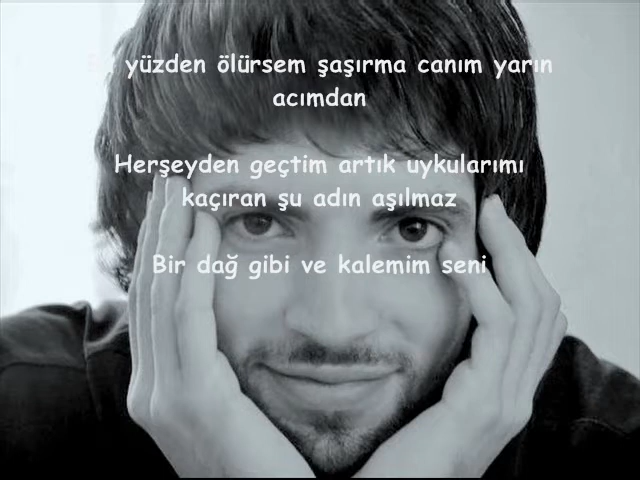 yüzden ölürsem şaşırma canım yarın
acımdan
Herşeyden geçtim artık uykularımı
kaçıran şu adın aşılmaz
Bir dağ gibi ve kalemim seni